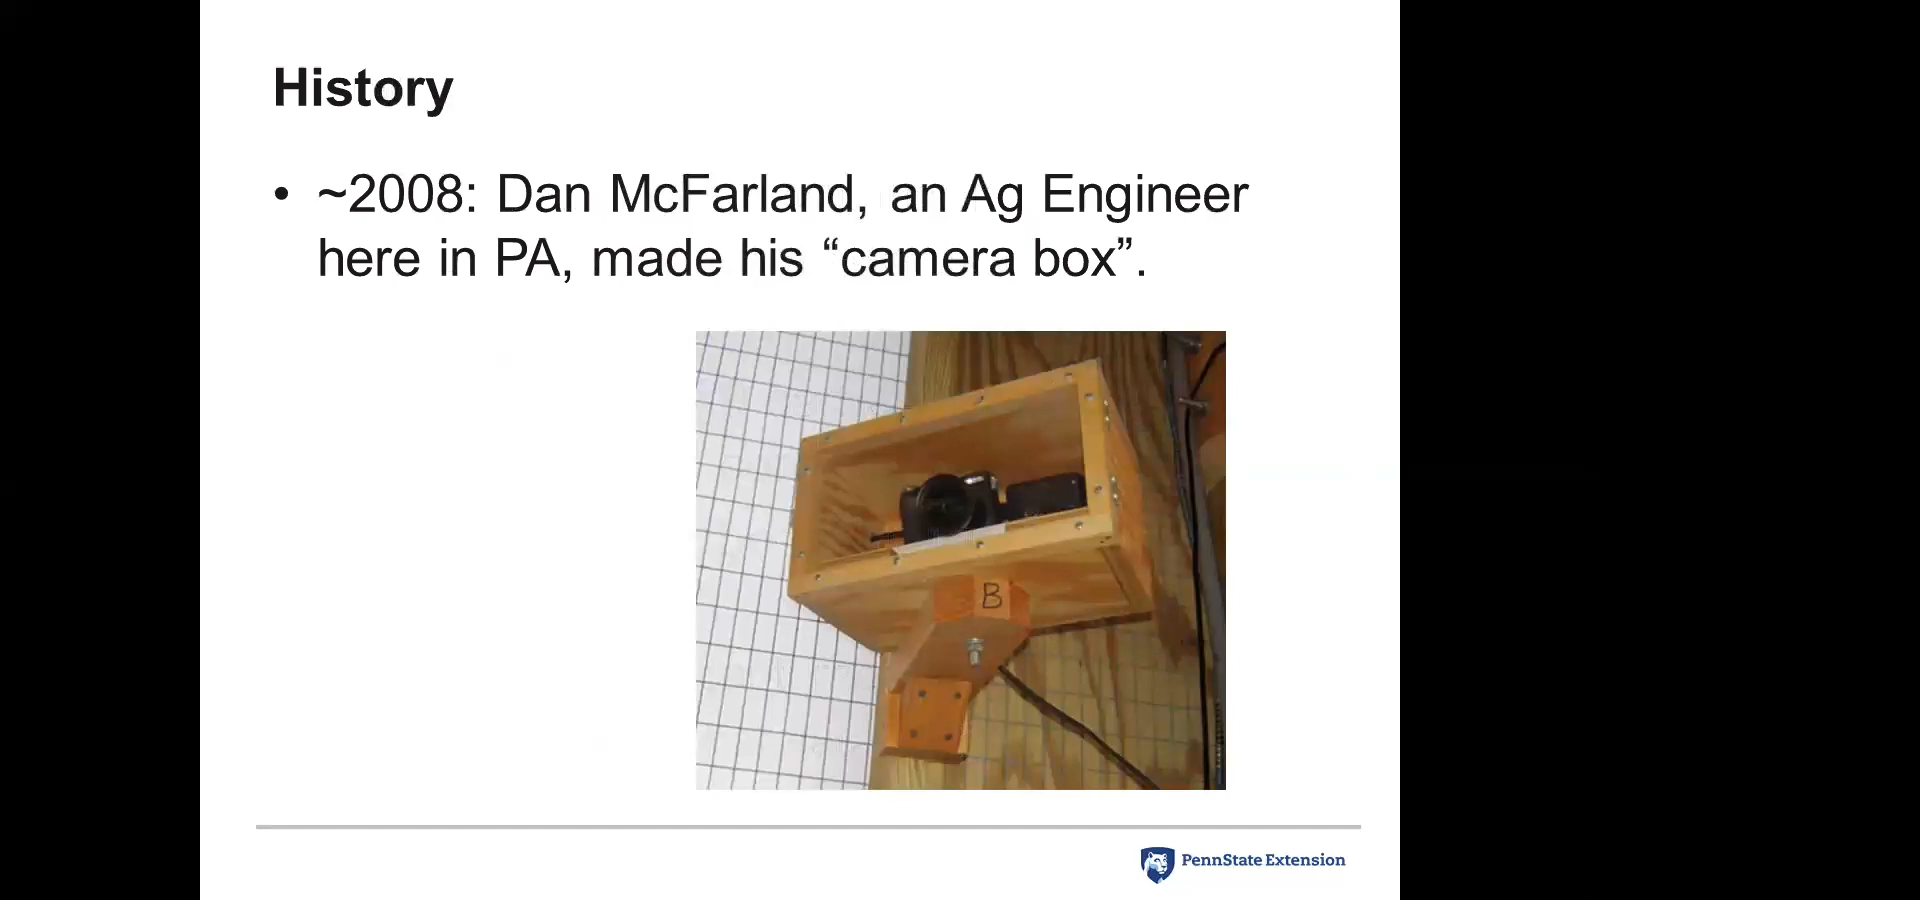 History
• ~2008: Dan McFarland, an Ag Engineer
here in PA, made his “camera box”.
B
PennState Extension